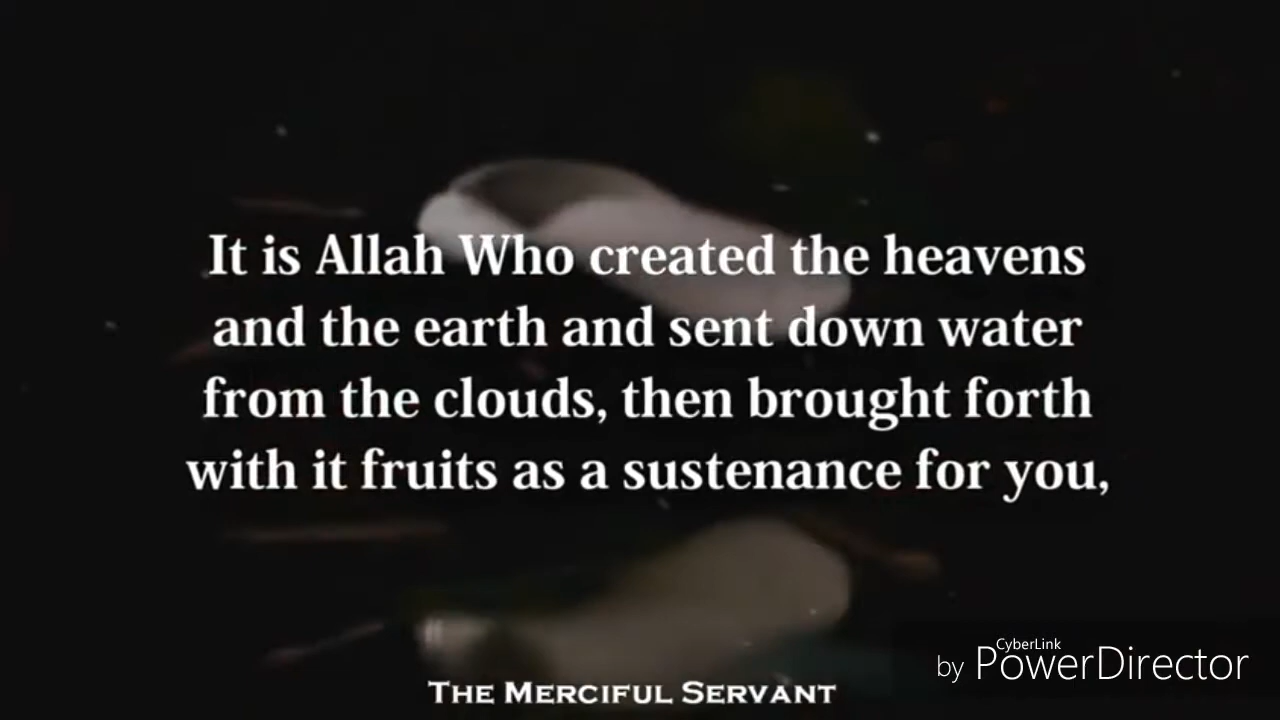 It is Allah Who created the heavens
and the earth and sent down water
from the clouds, then brought forth
with it fruits as a sustenance for you,
CyberLink
by PowerDirector
The Merciful Servant